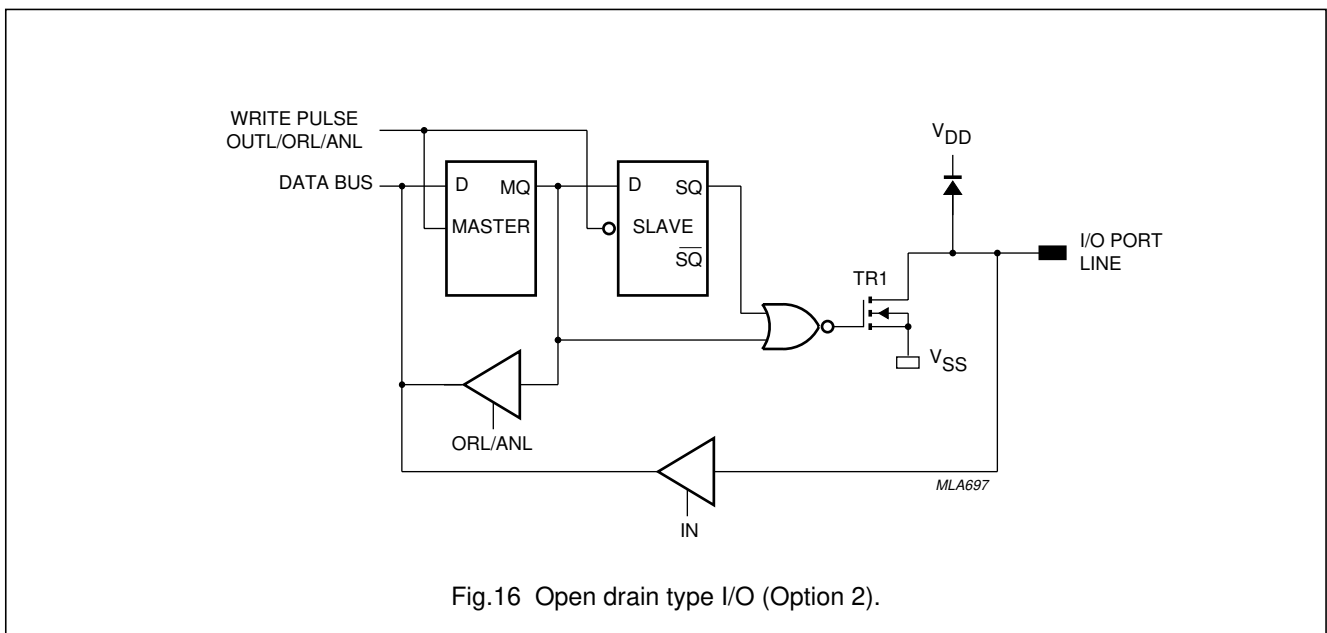 WRITE PULSE
OUTL/ORL/ANL
DATA BUS
D MQ
MASTER
D SQ
SLAVE
S̅Q̅
V_DD
I/O PORT
LINE
TR1
V_SS
ORL/ANL
IN
MLA697
Fig.16 Open drain type I/O (Option 2).